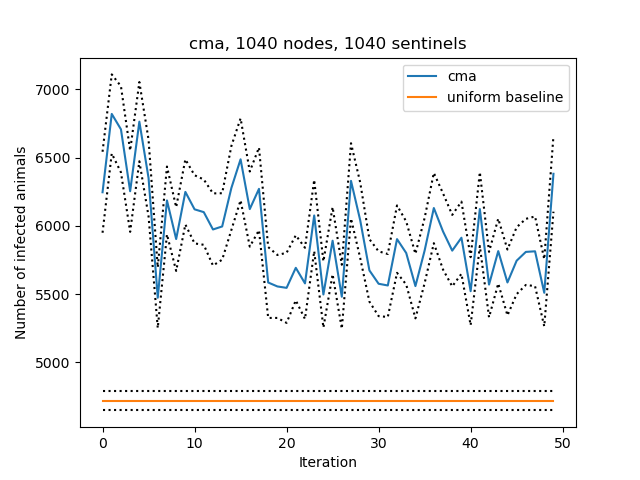 cma, 1040 nodes, 1040 sentinels
cma
uniform baseline
Number of infected animals
7000
6500
6000
5500
5000
0 10 20 30 40 50
Iteration